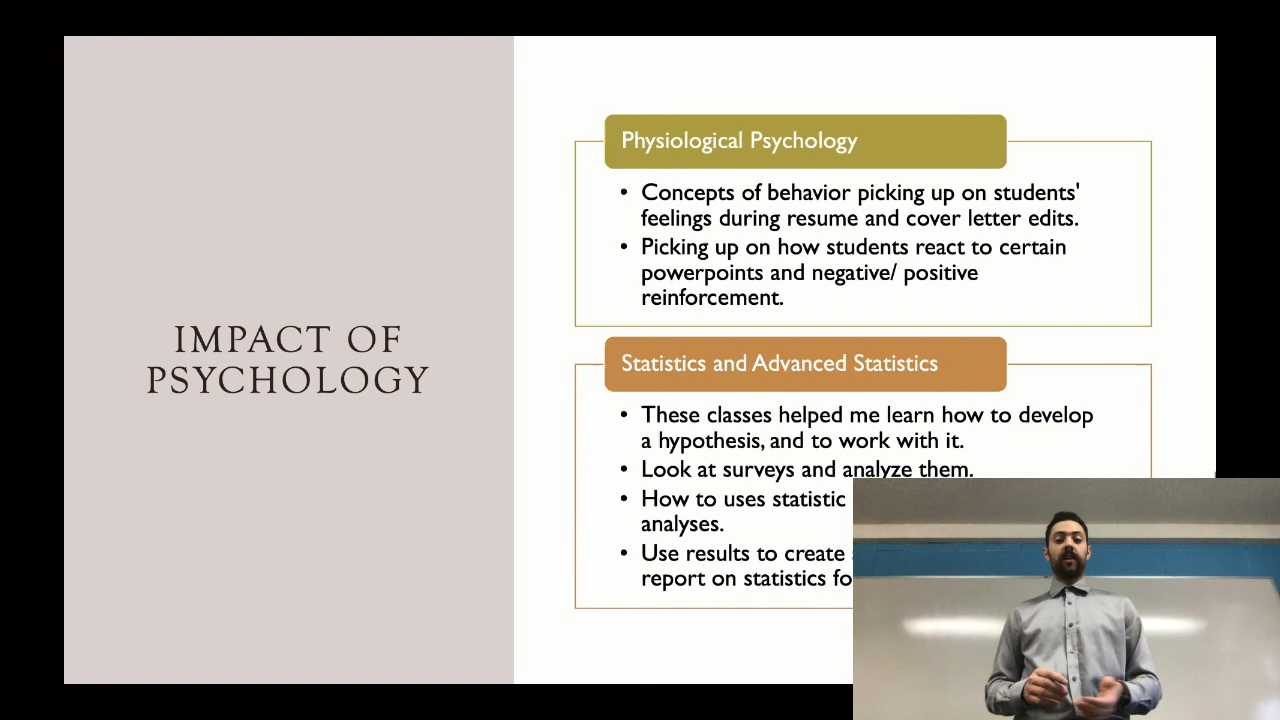 IMPACT OF
PSYCHOLOGY
Physiological Psychology
• Concepts of behavior picking up on students'
feelings during resume and cover letter edits.
• Picking up on how students react to certain
powerpoints and negative/ positive
reinforcement.
Statistics and Advanced Statistics
• These classes helped me learn how to develop
a hypothesis, and to work with it.
• Look at surveys and analyze them.
• How to uses statistic
analyses.
• Use results to create
report on statistics fo